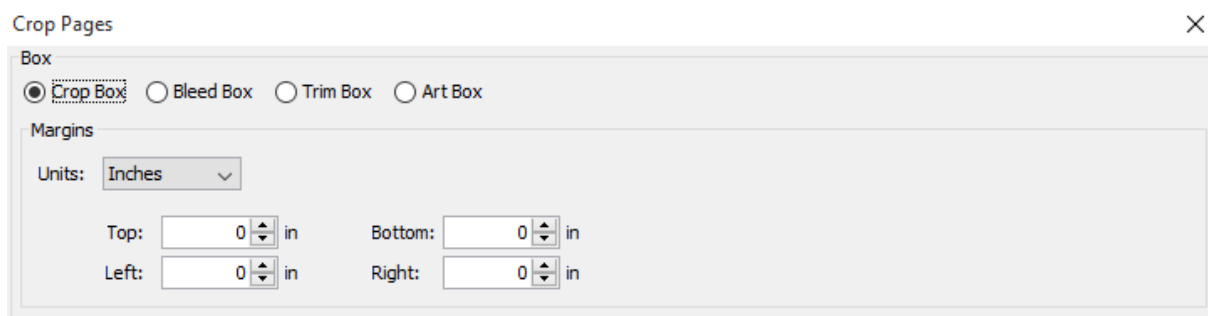 Crop Pages
Box
Crop Box Bleed Box Trim Box Art Box
Margins
Units: Inches
Top: 0 in Bottom: 0 in
Left: 0 in Right: 0 in